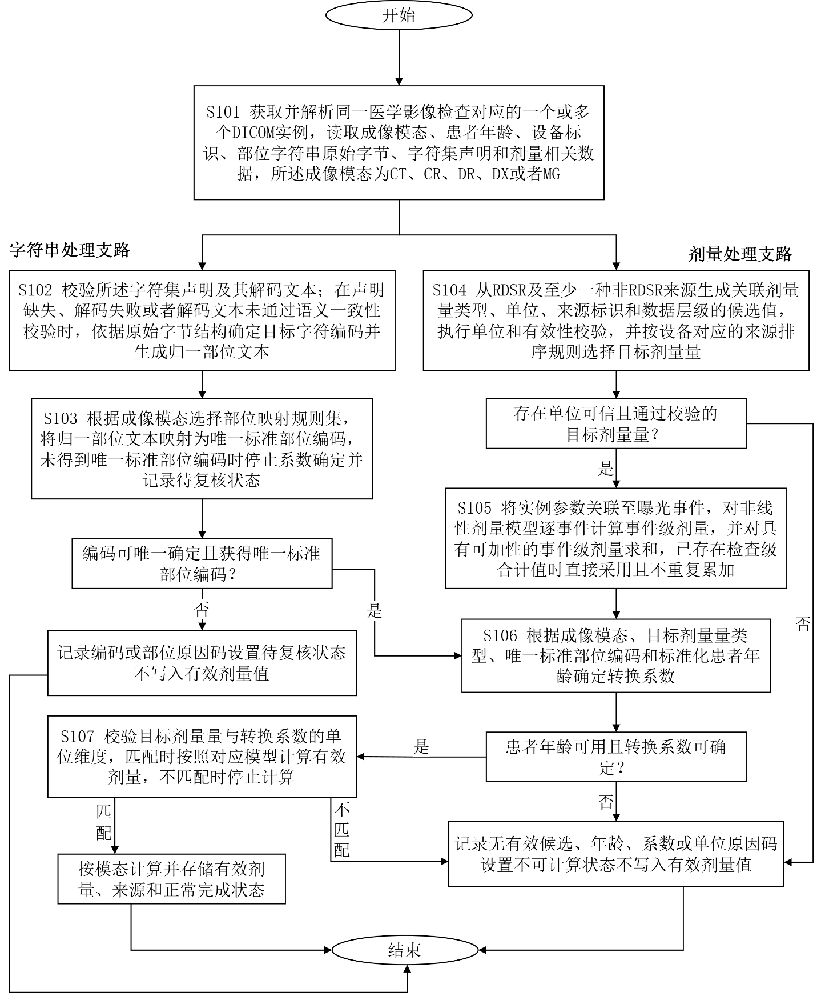 开始
S101 获取并解析同一医学影像检查对应的一个或多
个DICOM实例，读取成像模态、患者年龄、设备标
识、部位字符串原始字节、字符集声明和剂量相关数
据，所述成像模态为CT、CR、DR、DX或者MG
字符串处理支路
剂量处理支路
S102 校验所述字符集声明及其解码文本；在声明
缺失、解码失败或者解码文本未通过语义一致性
校验时，依据原始字节结构确定目标字符编码并
生成归一部位文本
S104 从RDSR及至少一种非RDSR来源生成关联剂量
量类型、单位、来源标识和数据层级的候选值，
执行单位和有效性校验，并按设备对应的来源排
序规则选择目标剂量量
S103 根据成像模态选择部位映射规则集，
将归一部位文本映射为唯一标准部位编码，
未得到唯一标准部位编码时停止系数确定并
记录待复核状态
存在单位可信且通过校验的
目标剂量量？
是
S105 将实例参数关联至曝光事件，对非线
性剂量模型逐事件计算事件级剂量，并对具
有可加性的事件级剂量求和，已存在检查级
合计值时直接采用且不重复累加
编码可唯一确定且获得唯一标准
部位编码？
否
是
否
记录编码或部位原因码设置待复核状态
不写入有效剂量值
S106 根据成像模态、目标剂量量类
型、唯一标准部位编码和标准化患者年
龄确定转换系数
S107 校验目标剂量量与转换系数的单
位维度，匹配时按照对应模型计算有效
剂量，不匹配时停止计算
是
患者年龄可用且转换系数可确
定？
否
匹
配
不
匹
配
记录无有效候选、年龄、系数或单位原因码
设置不可计算状态不写入有效剂量值
按模态计算并存储有效剂
量、来源和正常完成状态
结束